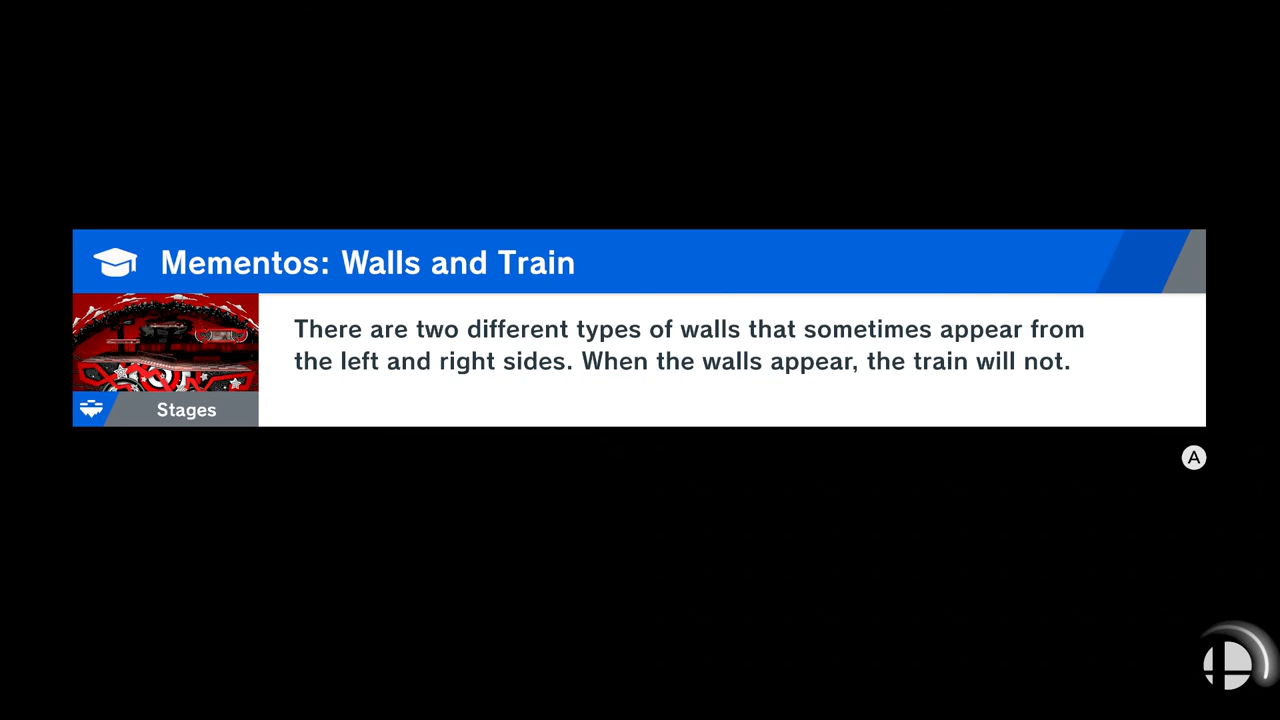 Mementos: Walls and Train
There are two different types of walls that sometimes appear from
the left and right sides. When the walls appear, the train will not.
Stages
A